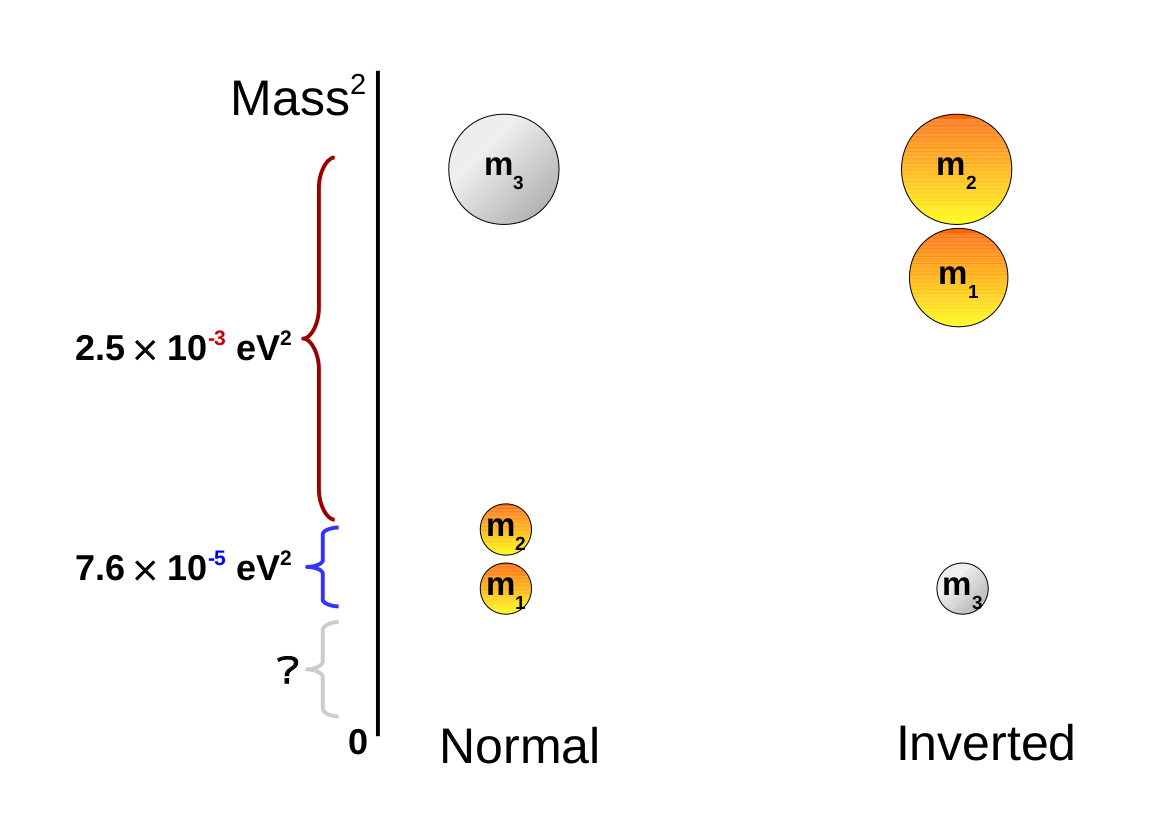 Mass²
m₃
m₂
m₁
2.5 × 10⁻³ eV²
m₂
7.6 × 10⁻⁵ eV²
m₁
m₃
?
0
Normal
Inverted